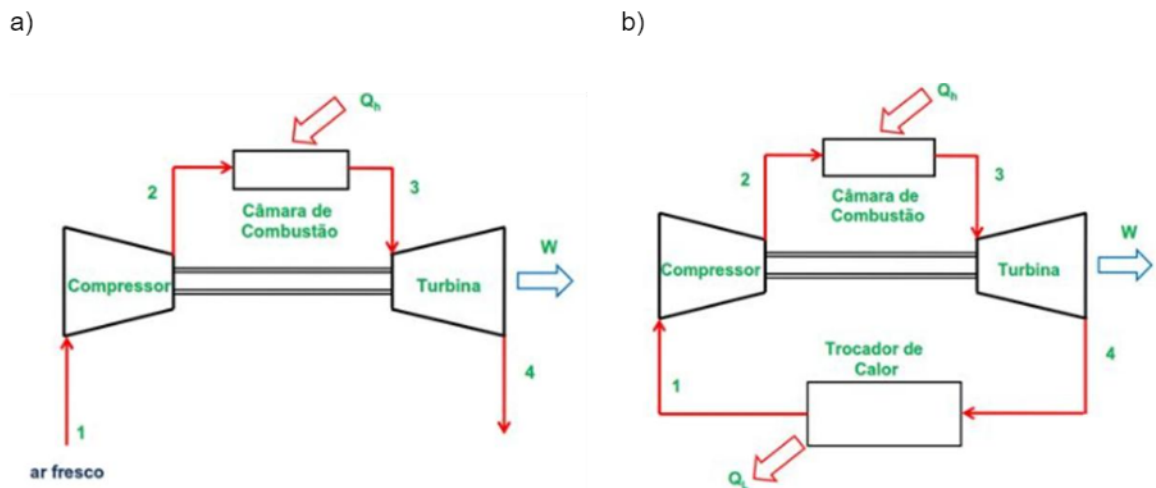 a)
Qh
2
3
Câmara de
Combustão
W
Compressor
Turbina
4
1
ar fresco
b)
Qh
2
3
Câmara de
Combustão
W
Compressor
Turbina
Trocador de
Calor
4
1